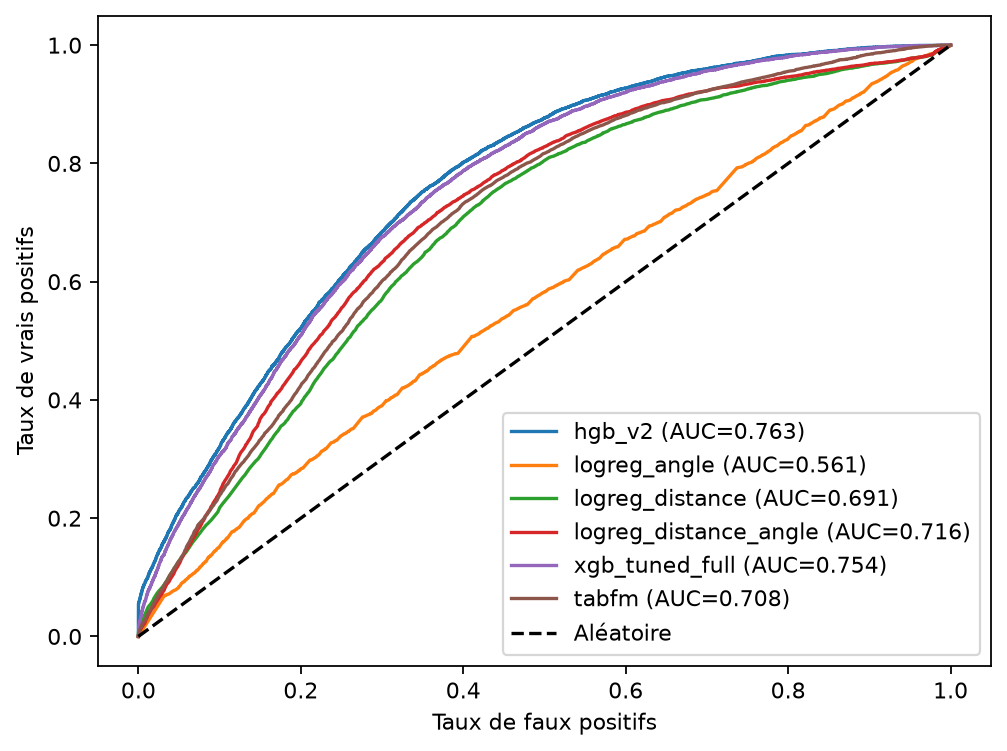 Taux de vrais positifs
1.0
0.8
0.6
0.4
0.2
0.0
hgb_v2 (AUC=0.763)
logreg_angle (AUC=0.561)
logreg_distance (AUC=0.691)
logreg_distance_angle (AUC=0.716)
xgb_tuned_full (AUC=0.754)
tabfm (AUC=0.708)
Aléatoire
0.0 0.2 0.4 0.6 0.8 1.0
Taux de faux positifs